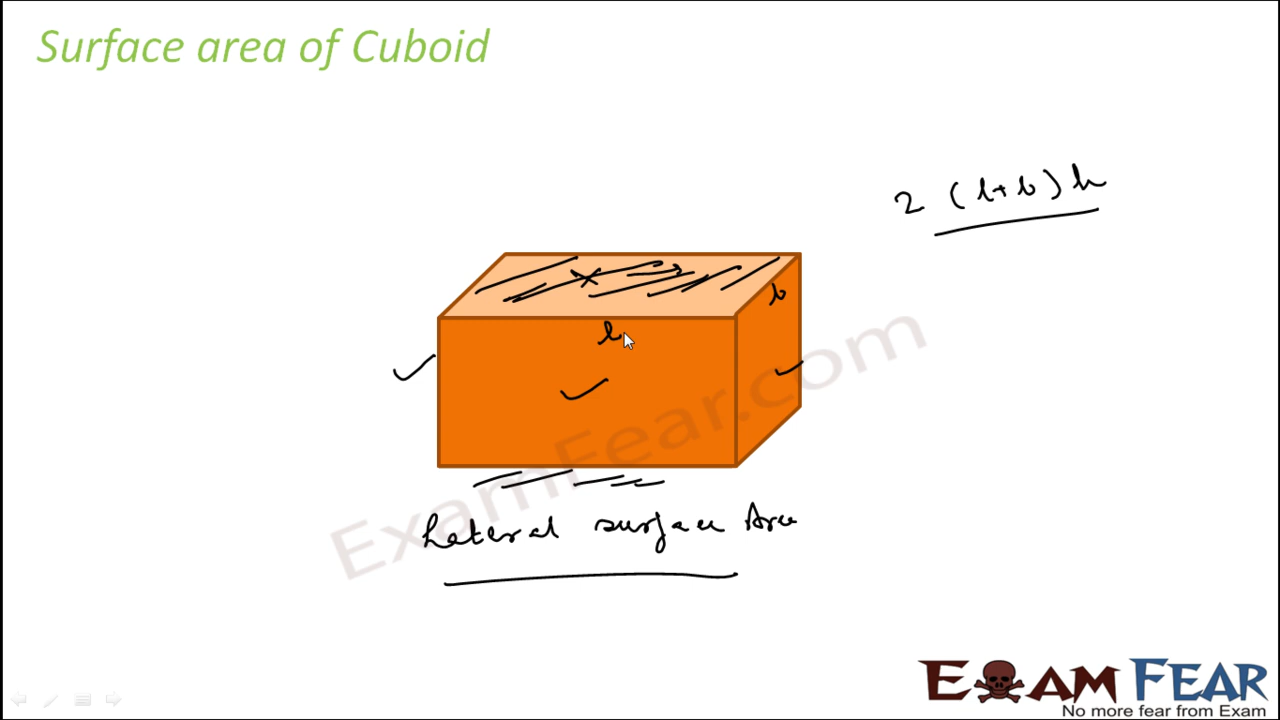 Surface area of Cuboid
2 (l+b)h
b
l
ExamFear.com
Lateral surface Area
EXAM FEAR
No more fear from Exam